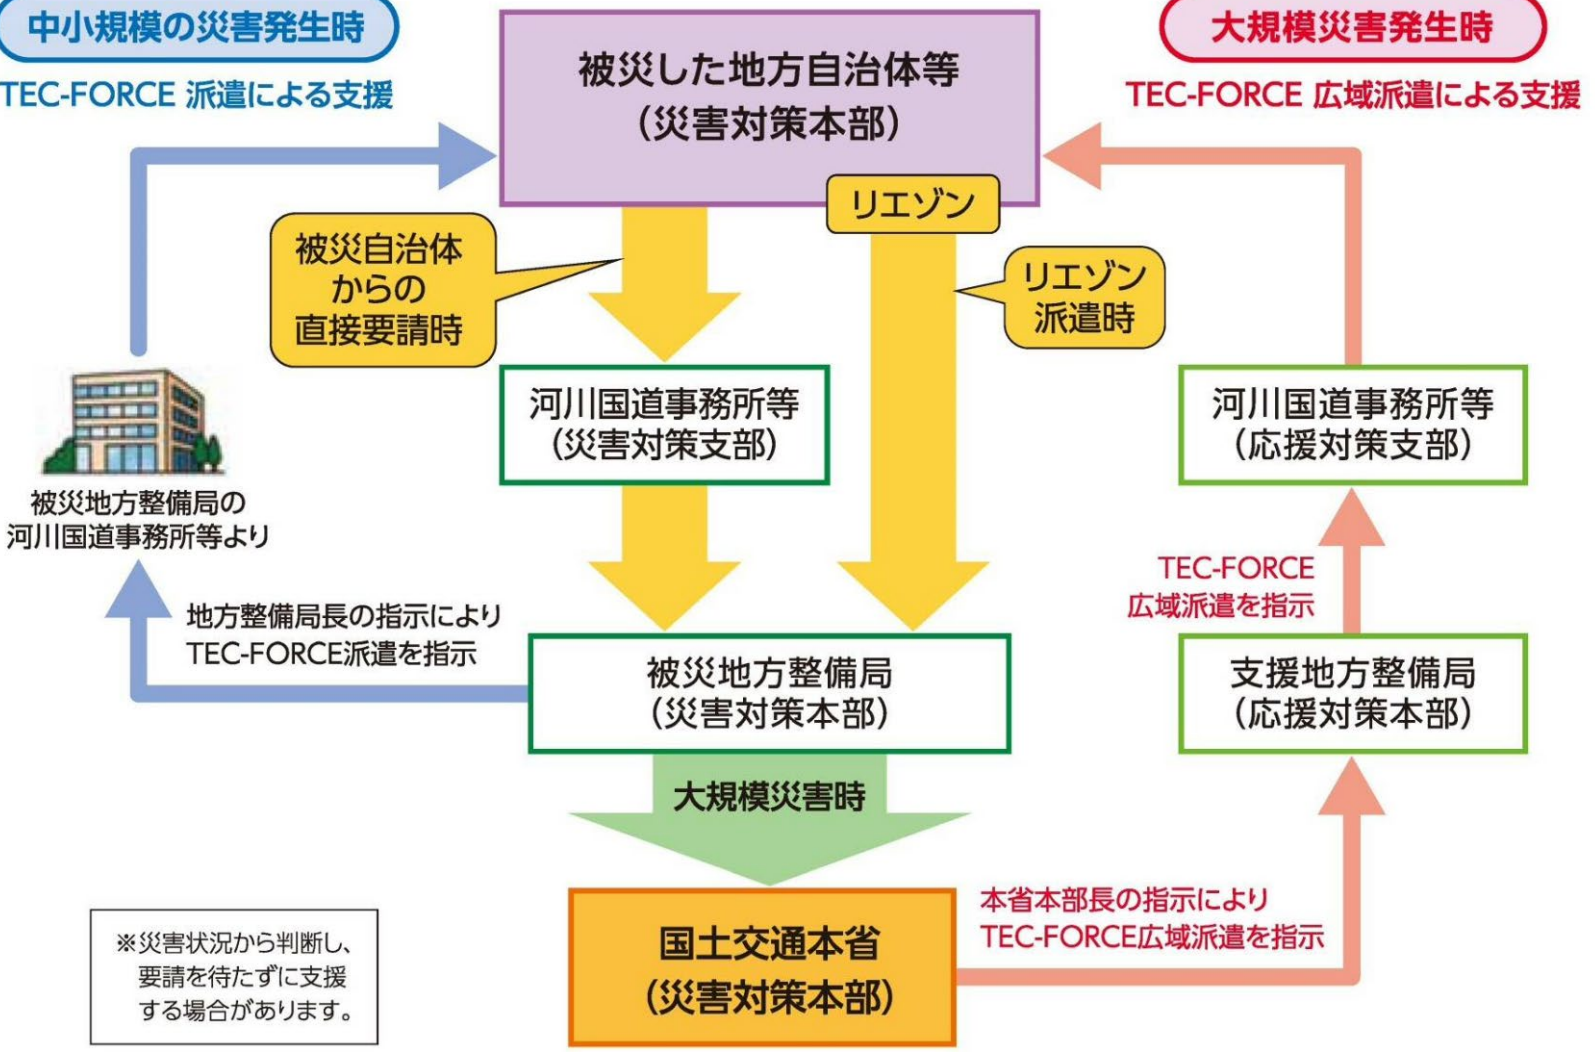 中小規模の災害発生時
TEC-FORCE 派遣による支援
被災した地方自治体等
（災害対策本部）
大規模災害発生時
TEC-FORCE 広域派遣による支援
リエゾン
被災自治体
からの
直接要請時
リエゾン
派遣時
河川国道事務所等
（災害対策支部）
河川国道事務所等
（応援対策支部）
被災地方整備局の
河川国道事務所等より
地方整備局長の指示により
TEC-FORCE派遣を指示
TEC-FORCE
広域派遣を指示
被災地方整備局
（災害対策本部）
支援地方整備局
（応援対策本部）
大規模災害時
本省本部長の指示により
TEC-FORCE広域派遣を指示
国土交通本省
（災害対策本部）
※災害状況から判断し、
要請を待たずに支援
する場合があります。